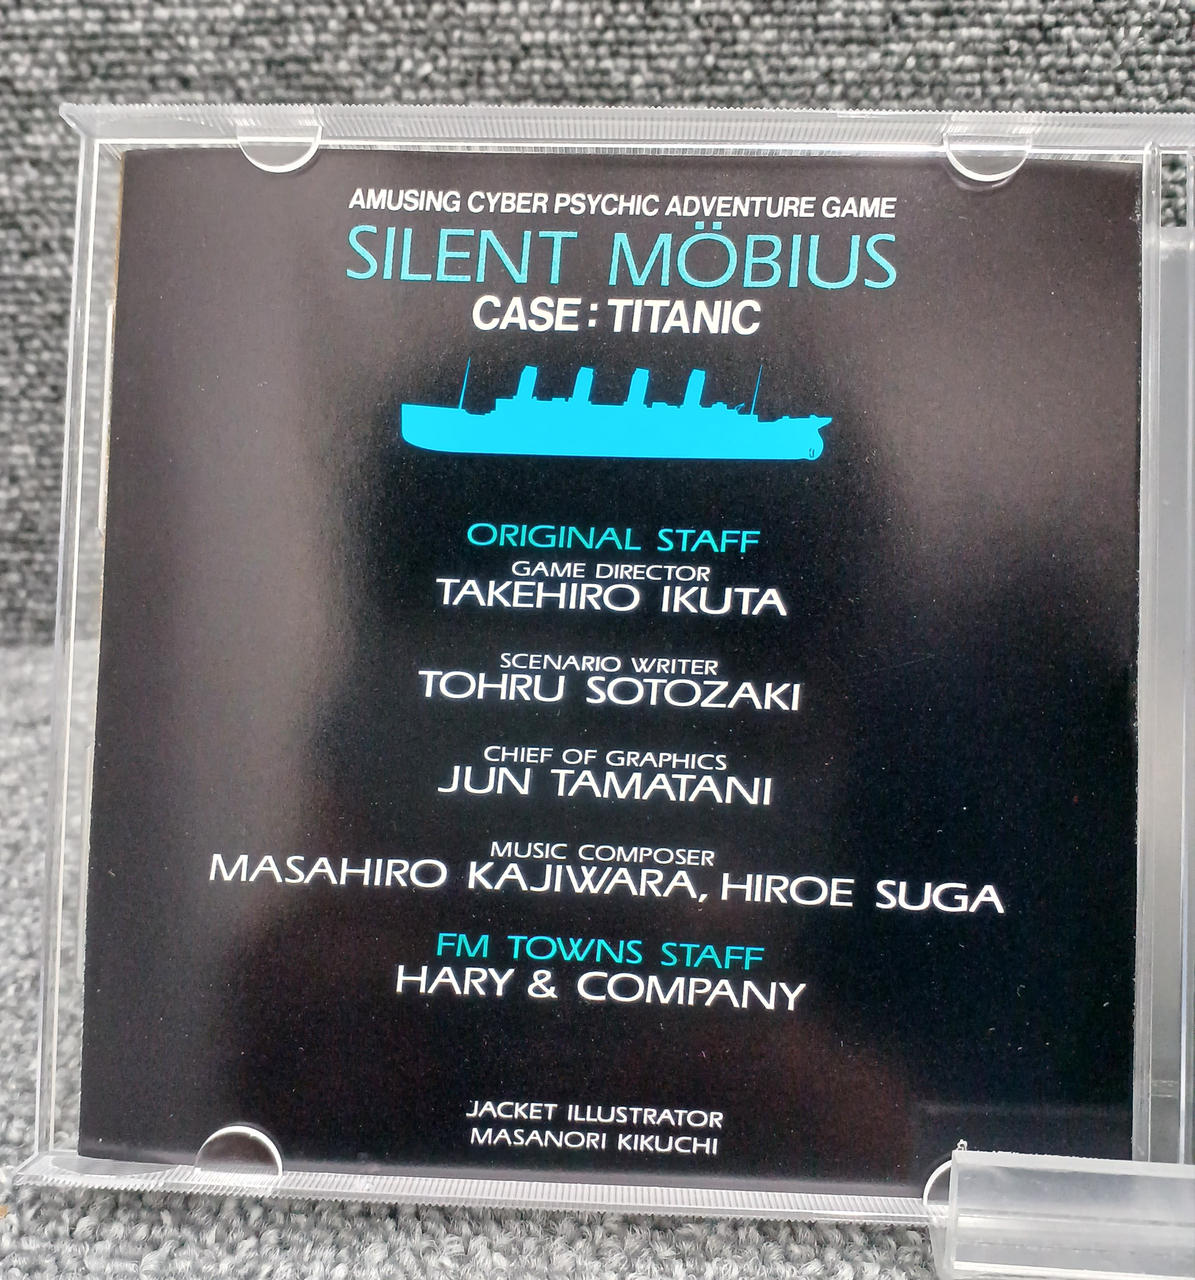 AMUSING CYBER PSYCHIC ADVENTURE GAME
SILENT MÖBIUS
CASE : TITANIC
ORIGINAL STAFF
GAME DIRECTOR
TAKEHIRO IKUTA
SCENARIO WRITER
TOHRU SOTOZAKI
CHIEF OF GRAPHICS
JUN TAMATANI
MUSIC COMPOSER
MASAHIRO KAJIWARA, HIROE SUGA
FM TOWNS STAFF
HARY & COMPANY
JACKET ILLUSTRATOR
MASANORI KIKUCHI